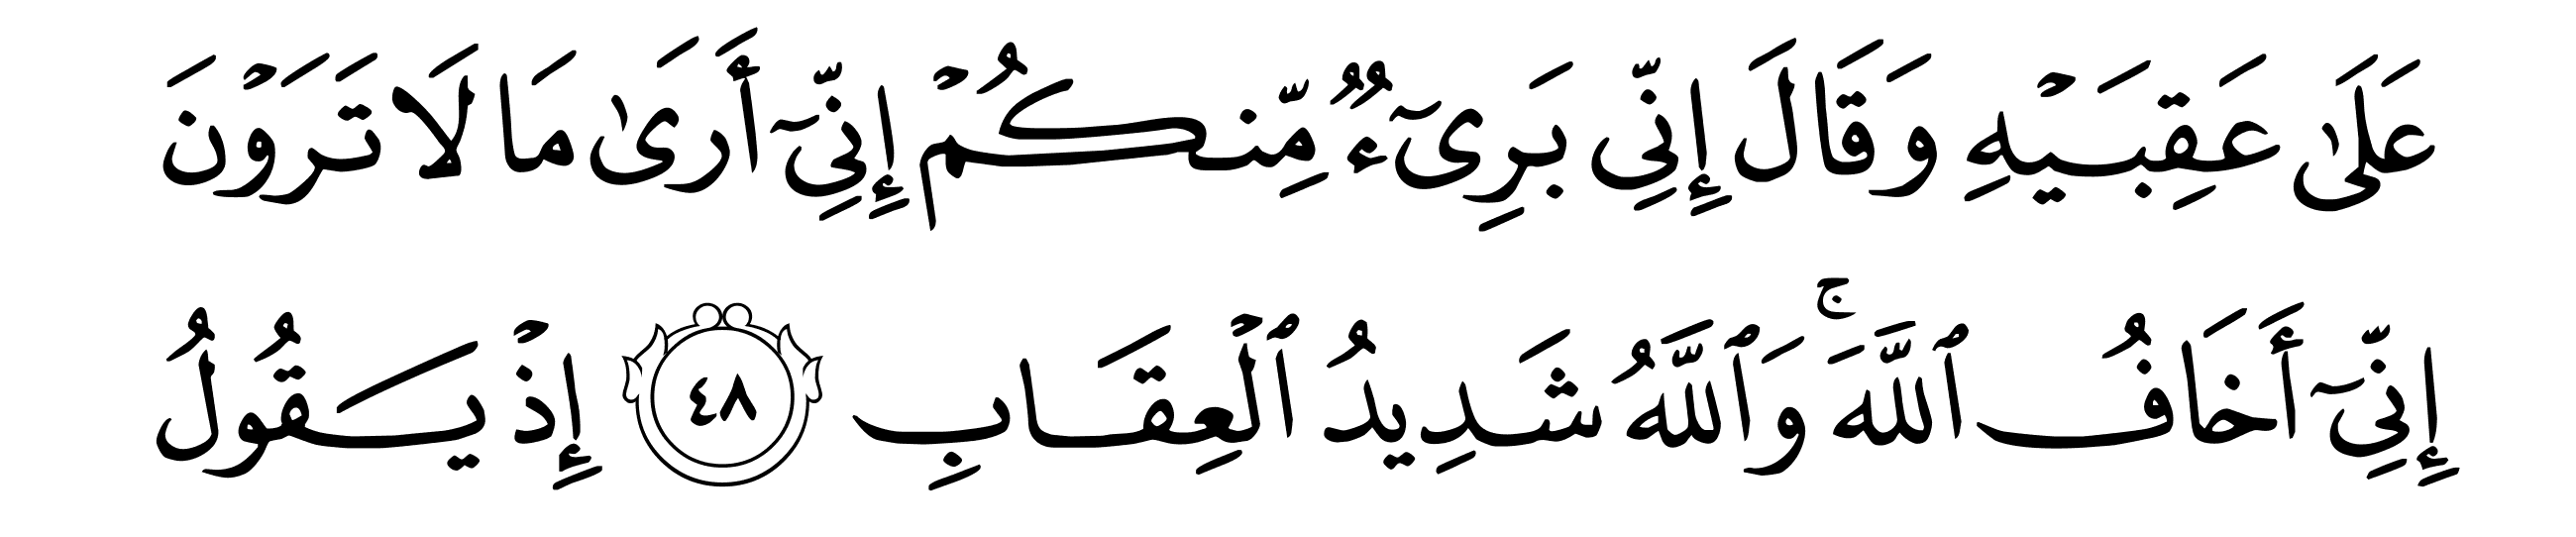 عَلَىٰ عَقِبَيْهِ وَقَالَ إِنِّي بَرِىٓءٌ مِّنكُمْ إِنِّىٓ أَرَىٰ مَا لَا تَرَوْنَ
إِنِّىٓ أَخَافُ ٱللَّهَ ۚ وَٱللَّهُ شَدِيدُ ٱلْعِقَابِ ٤٨ إِذْ يَقُولُ